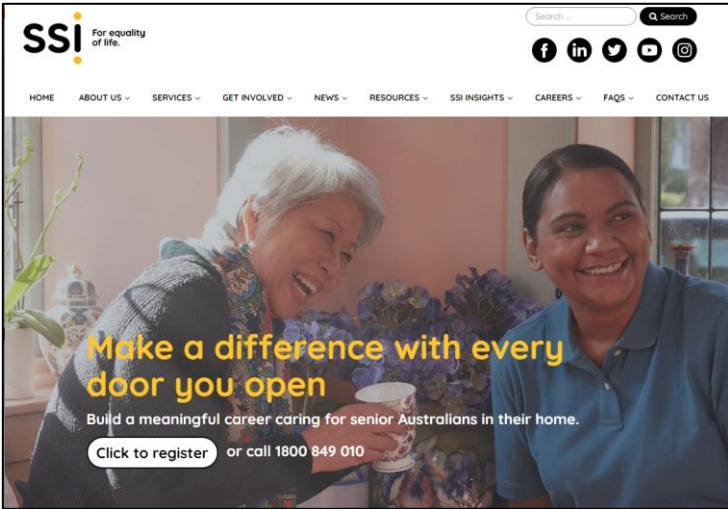 SSi
For equality
of life.
Search ...
Search
HOME
ABOUT US
SERVICES
GET INVOLVED
NEWS
RESOURCES
SSI INSIGHTS
CAREERS
FAQS
CONTACT US
Make a difference with every
door you open
Build a meaningful career caring for senior Australians in their home.
Click to register or call 1800 849 010